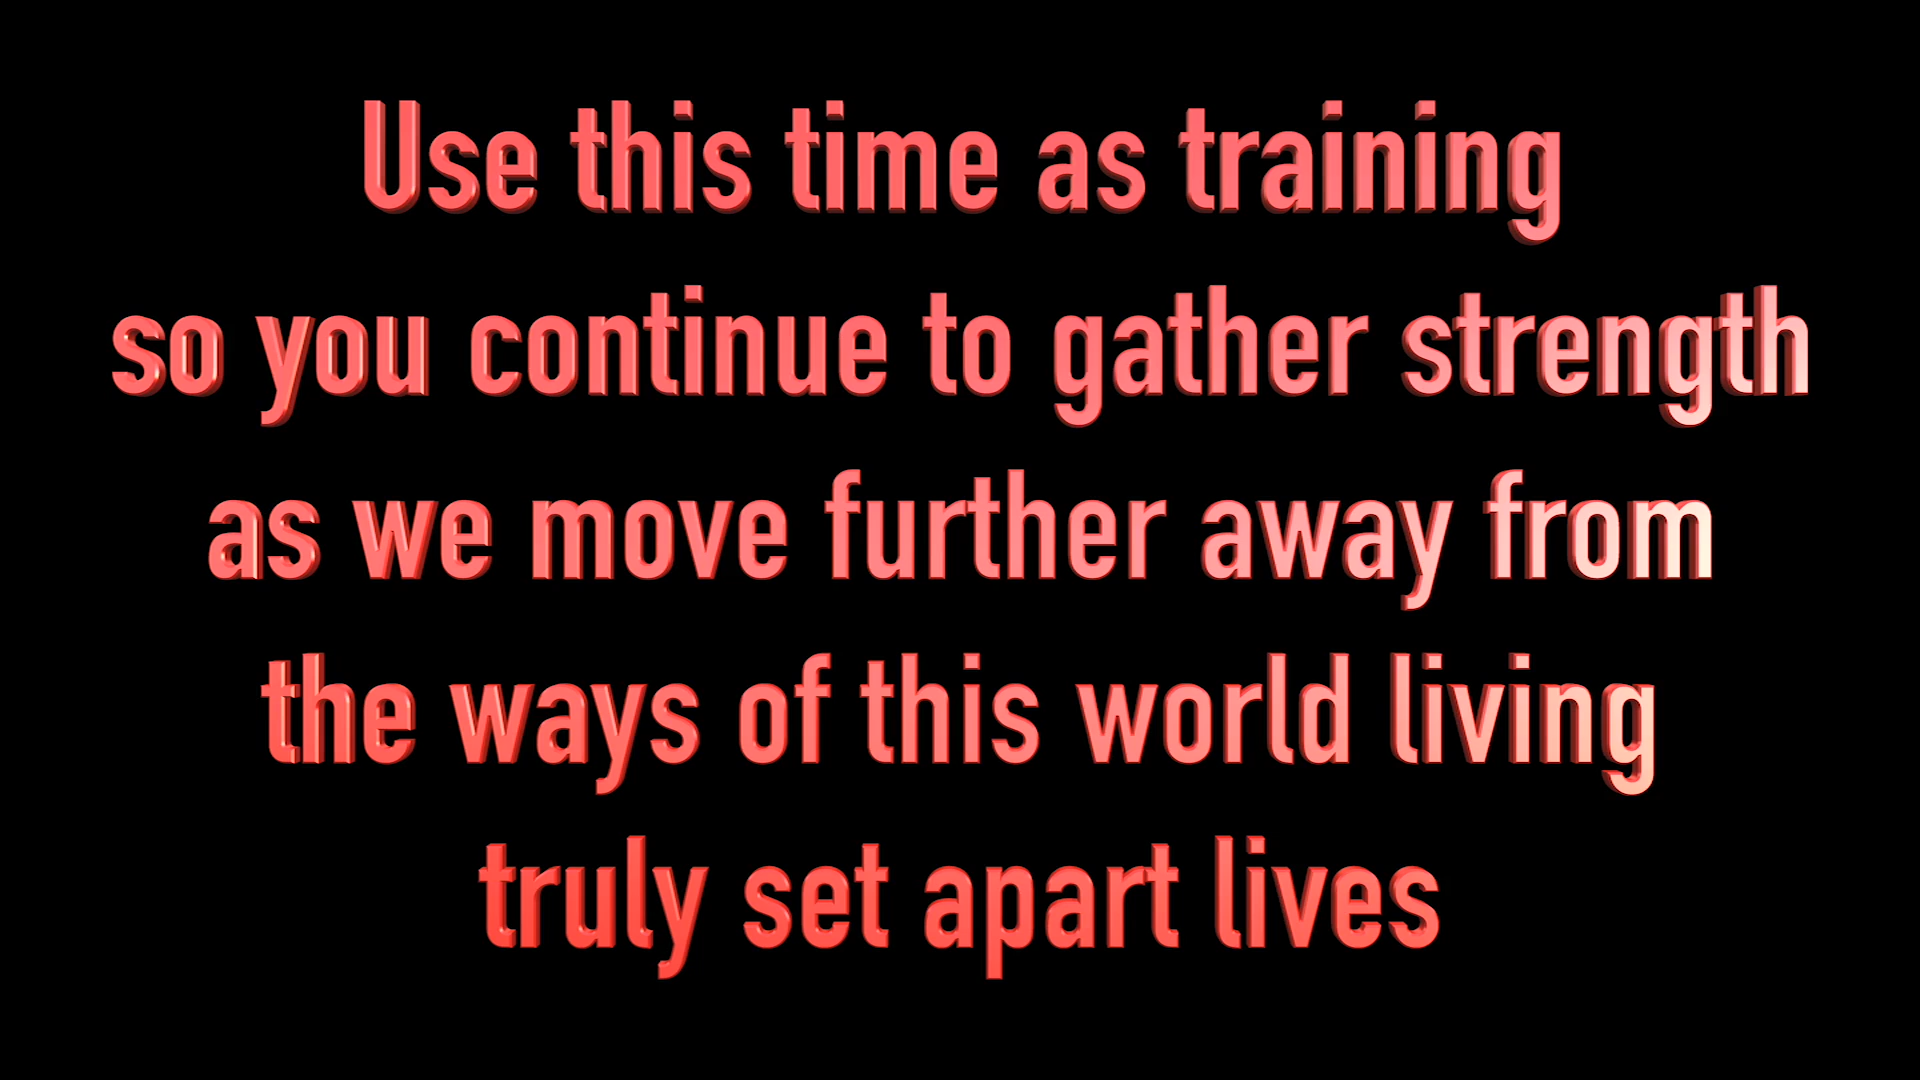 Use this time as training
so you continue to gather strength
as we move further away from
the ways of this world living
truly set apart lives